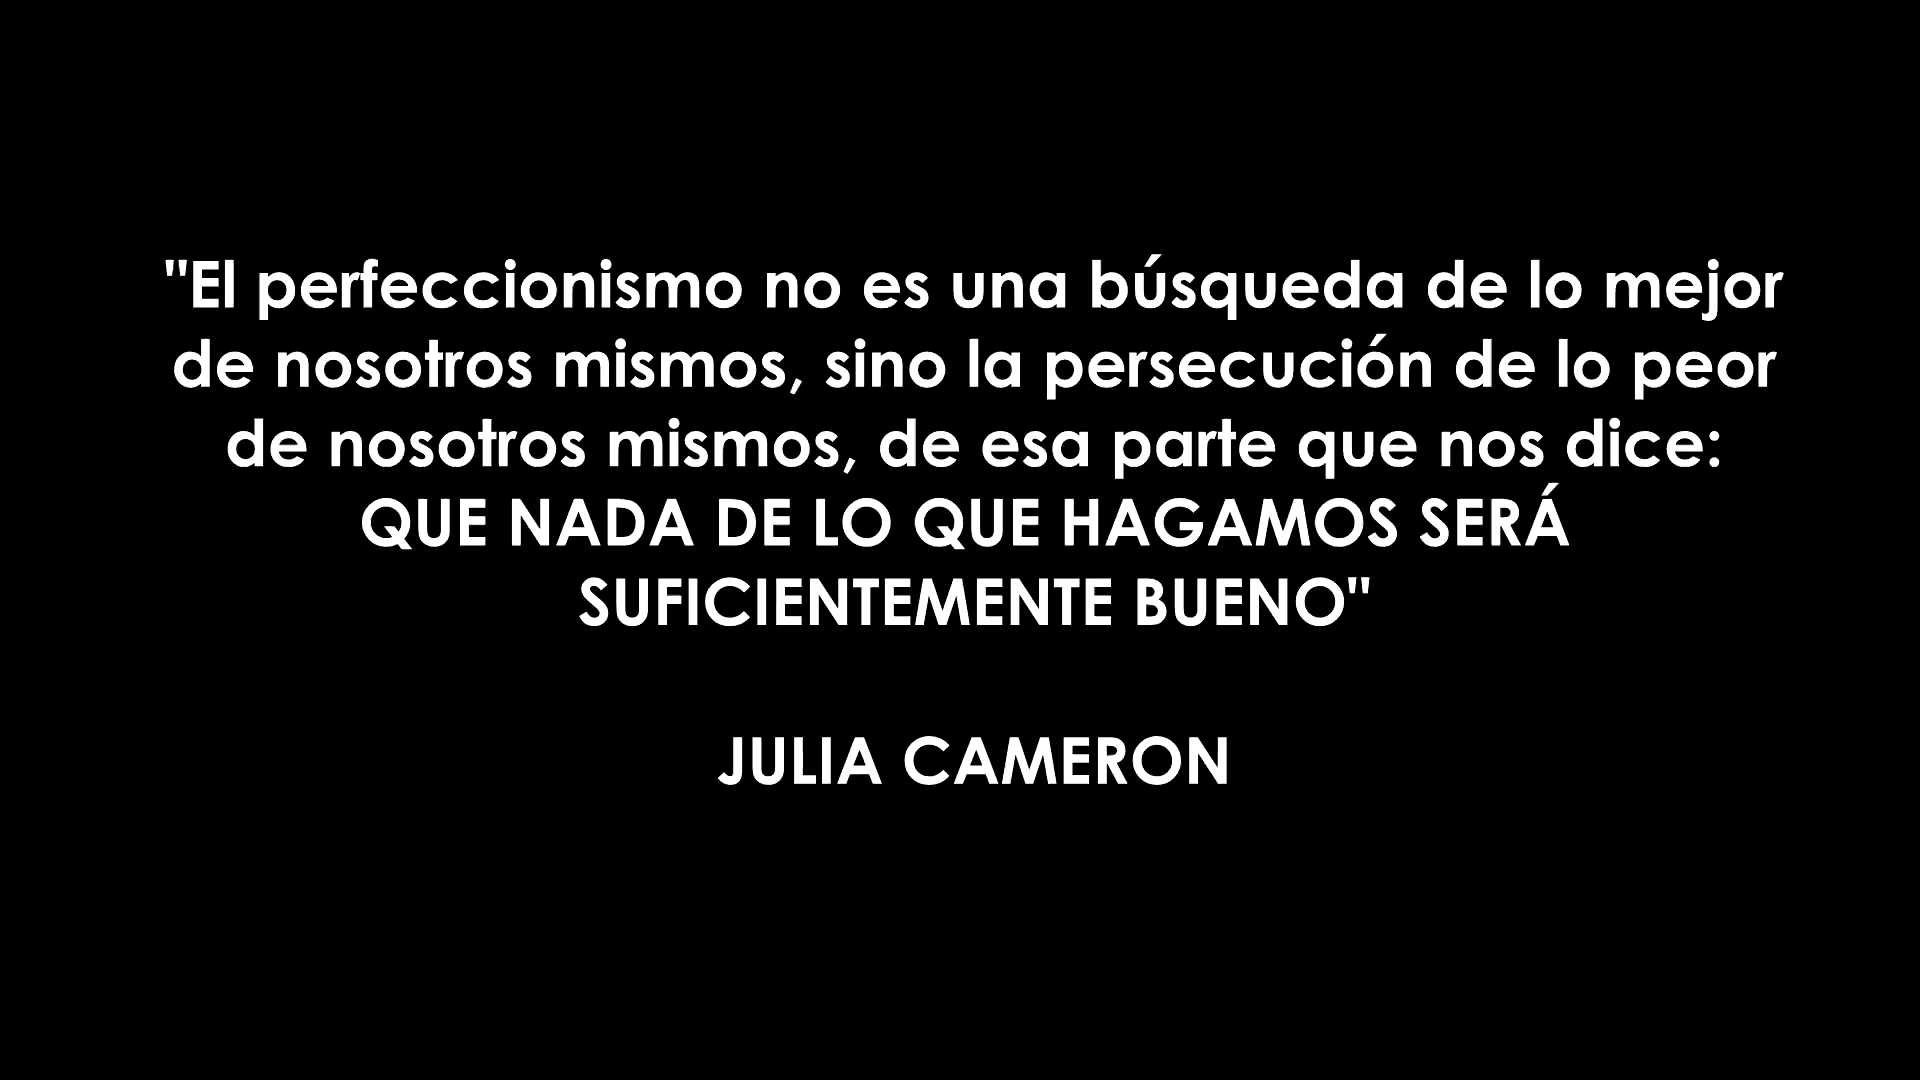 "El perfeccionismo no es una búsqueda de lo mejor
de nosotros mismos, sino la persecución de lo peor
de nosotros mismos, de esa parte que nos dice:
QUE NADA DE LO QUE HAGAMOS SERÁ
SUFICIENTEMENTE BUENO"
JULIA CAMERON